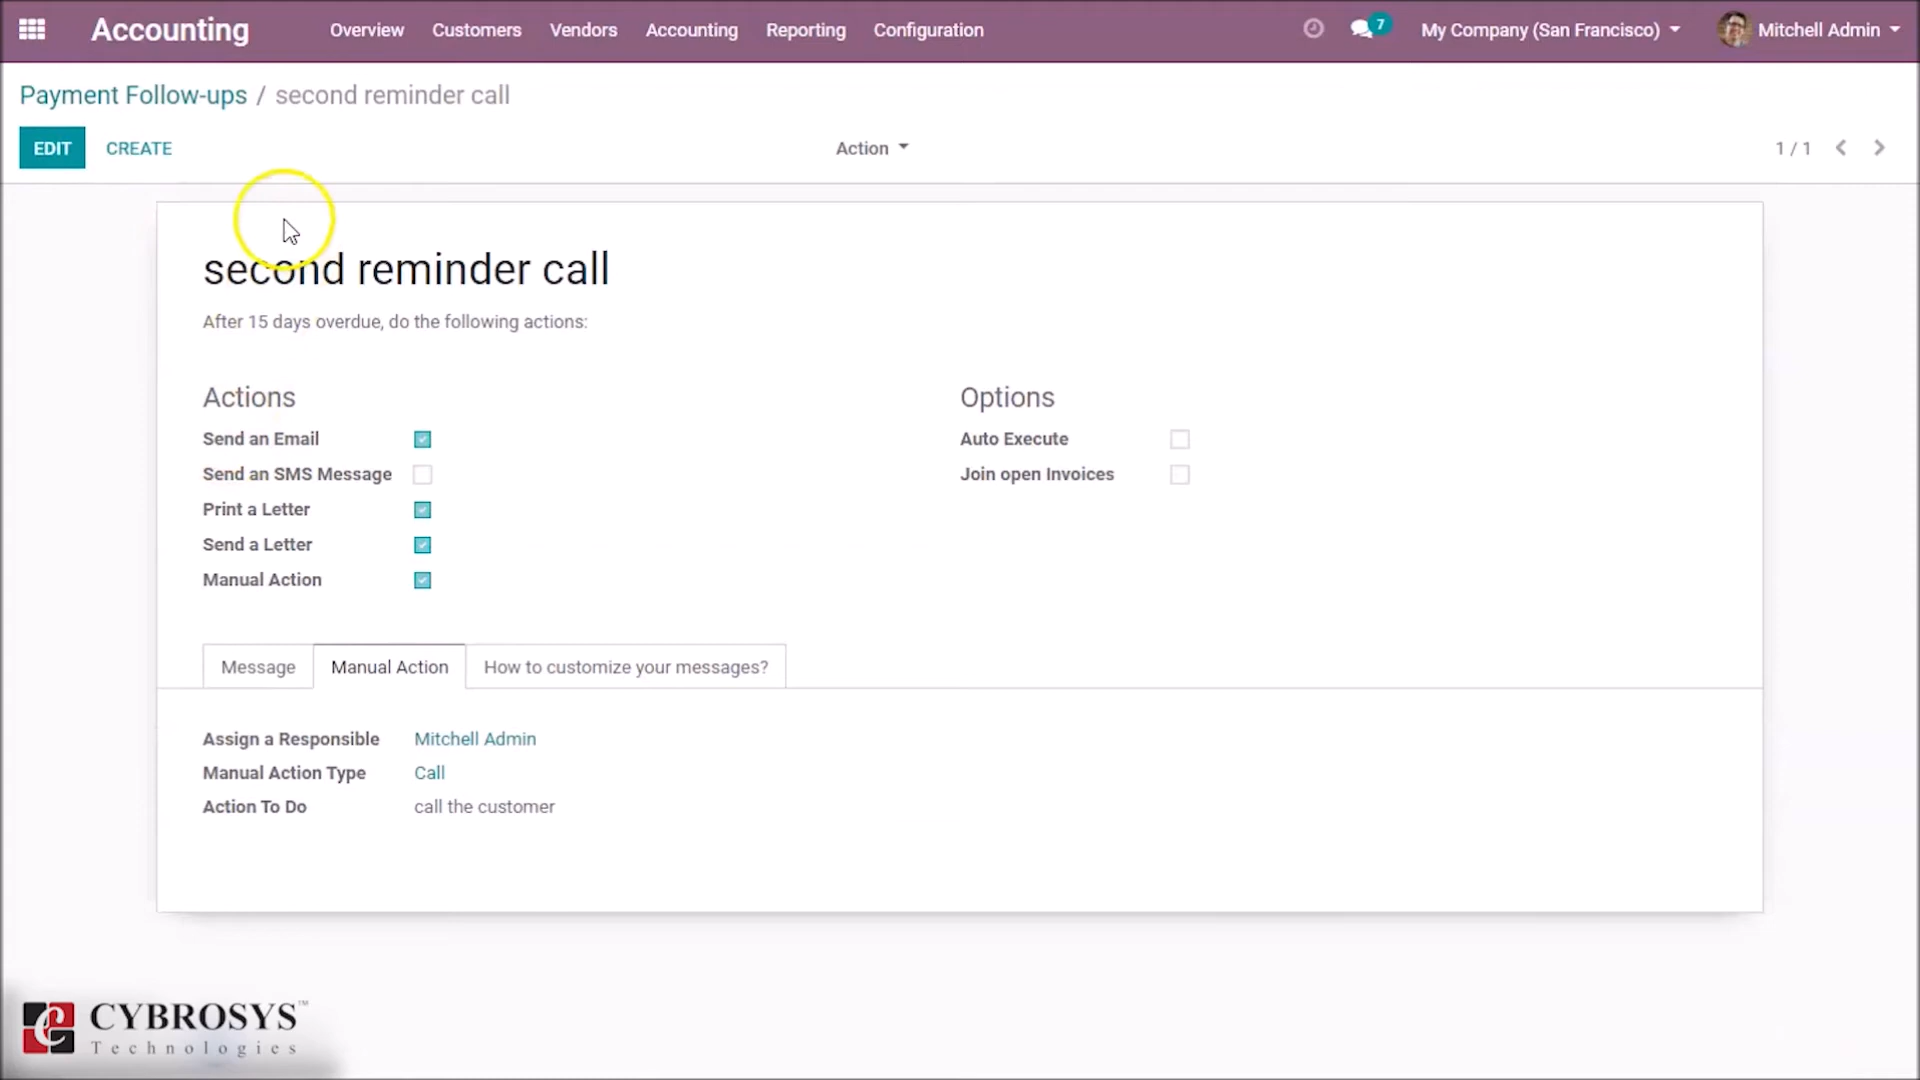 Accounting Overview Customers Vendors Accounting Reporting Configuration 7 My Company (San Francisco) Mitchell Admin
Payment Follow-ups / second reminder call
EDIT CREATE Action 1 / 1
second reminder call
After 15 days overdue, do the following actions:
Actions Options
Send an Email Auto Execute
Send an SMS Message Join open Invoices
Print a Letter
Send a Letter
Manual Action
Message Manual Action How to customize your messages?
Assign a Responsible Mitchell Admin
Manual Action Type Call
Action To Do call the customer
CYBROSYS™
Technologies